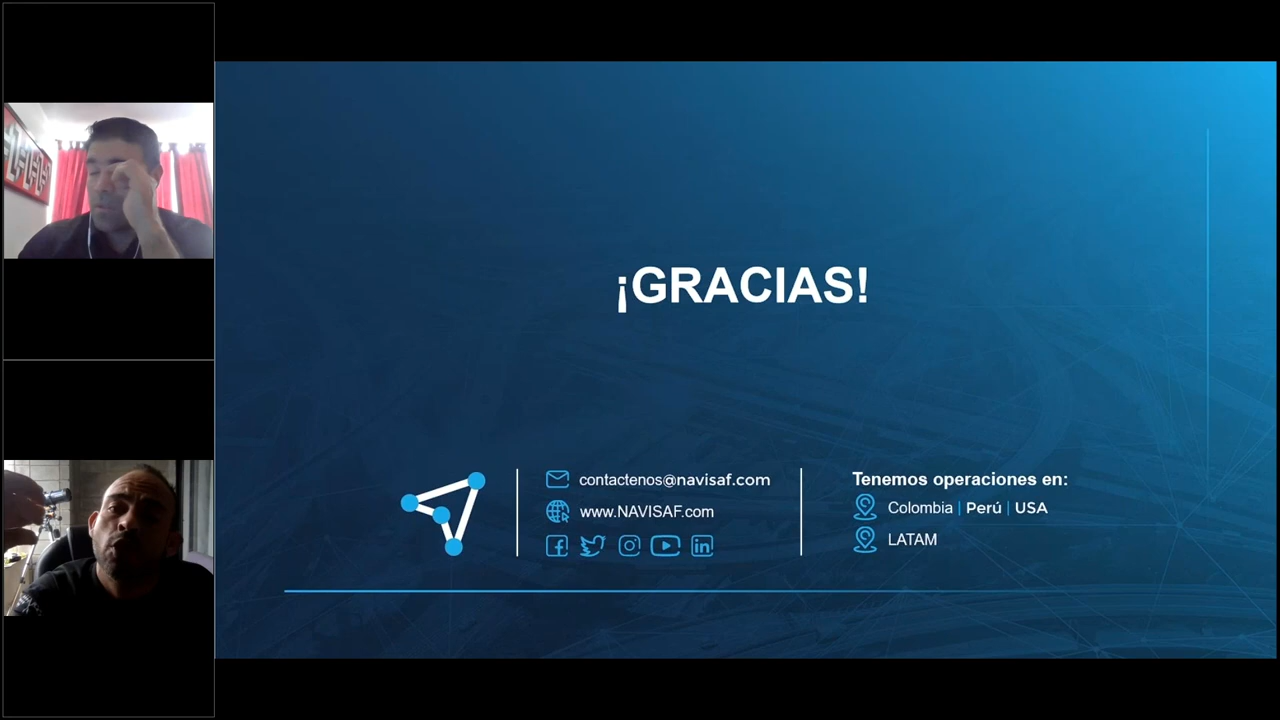 ¡GRACIAS!
contactenos@navisaf.com
www.NAVISAF.com
Tenemos operaciones en:
Colombia | Perú | USA
LATAM